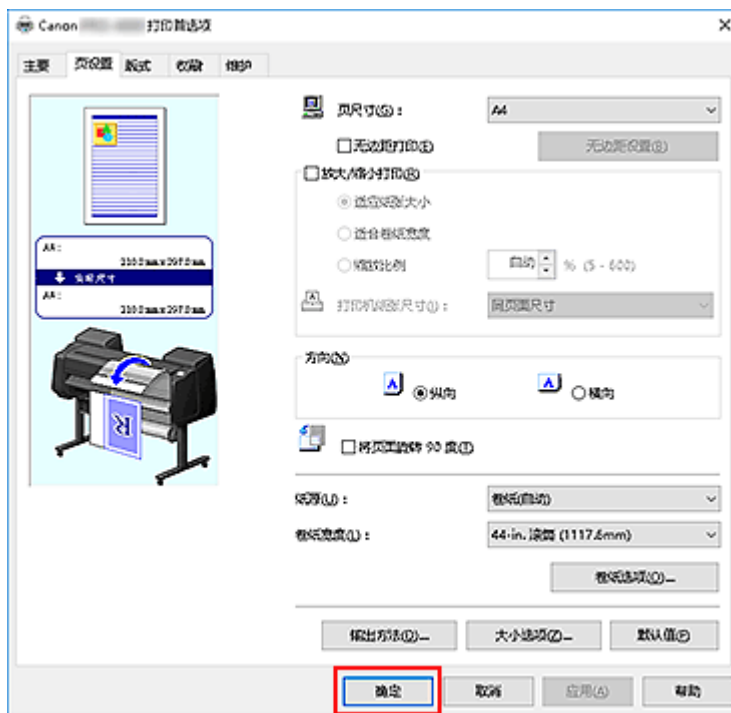 Canon 打印首选项
主要 页设置 版式 收藏 维护
页尺寸(S)： A4
无边距打印(E) 无边距设置(B)
放大/缩小打印(R)
适应纸张大小
适合卷纸宽度
缩放比例 自动 % (5 - 600)
打印机纸张尺寸(I)： 同页面尺寸
A4：
210.0mm x 297.0mm
实际尺寸
A4：
210.0mm x 297.0mm
方向(N)
A 纵向 A 横向
将页面旋转 90 度(T)
纸源(U)： 卷纸(自动)
卷纸宽度(L)： 44-in. 滚筒 (1117.6mm)
卷纸选项(O)...
输出方法(D)... 大小选项(Z)... 默认值(F)
确定 取消 应用(A) 帮助